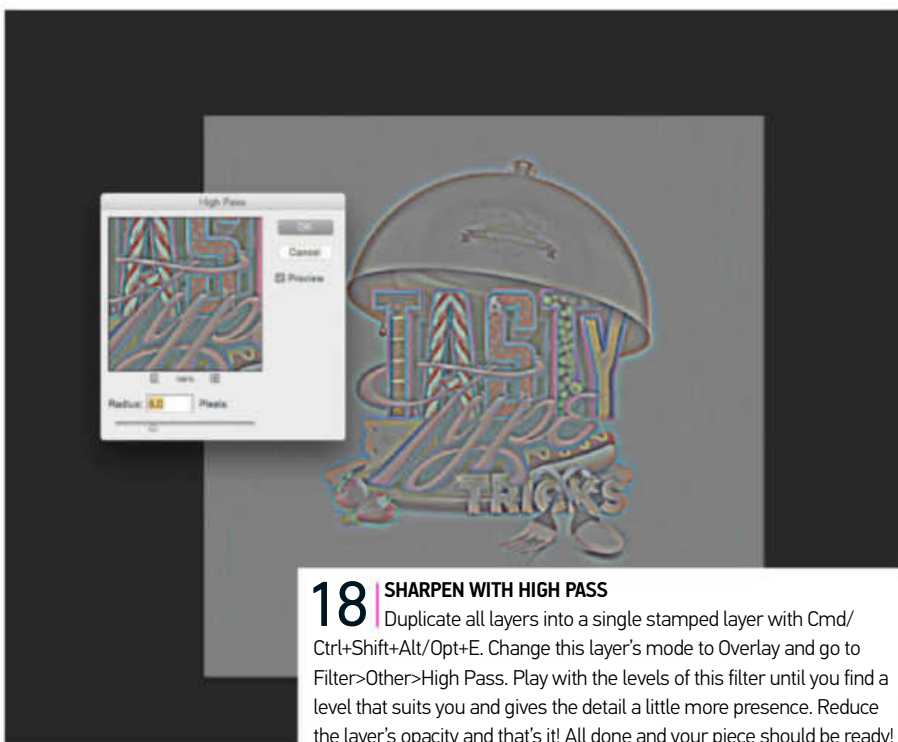 High Pass
OK
Cancel
Preview
Radius: 6.0 Pixels
TASTY
Type
TRICKS
18 SHARPEN WITH HIGH PASS
Duplicate all layers into a single stamped layer with Cmd/
Ctrl+Shift+Alt/Opt+E. Change this layer's mode to Overlay and go to
Filter>Other>High Pass. Play with the levels of this filter until you find a
level that suits you and gives the detail a little more presence. Reduce
the layer's opacity and that's it! All done and your piece should be ready!